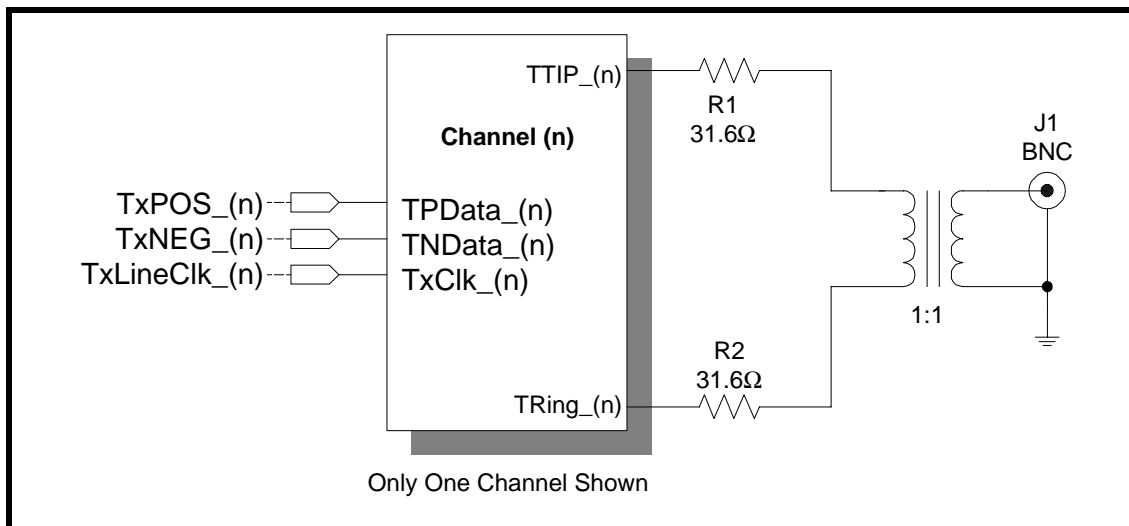 TTIP_(n)
R1
31.6Ω
Channel (n)
J1
BNC
TxPOS_(n)
TPData_(n)
TxNEG_(n)
TNData_(n)
TxLineClk_(n)
TxClk_(n)
1:1
R2
31.6Ω
TRing_(n)
Only One Channel Shown